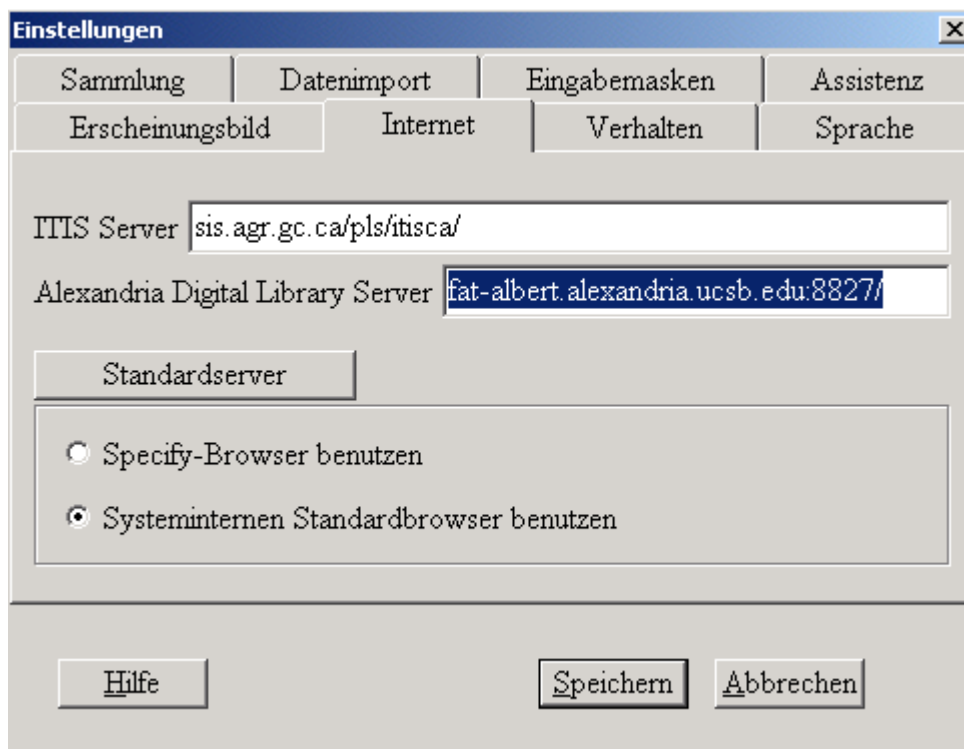 Einstellungen
Sammlung Datenimport Eingabemasken Assistenz
Erscheinungsbild Internet Verhalten Sprache
ITIS Server sis.agr.gc.ca/pls/itisca/
Alexandria Digital Library Server fat-albert.alexandria.ucsb.edu:8827/
Standardserver
Specify-Browser benutzen
Systeminternen Standardbrowser benutzen
Hilfe Speichern Abbrechen